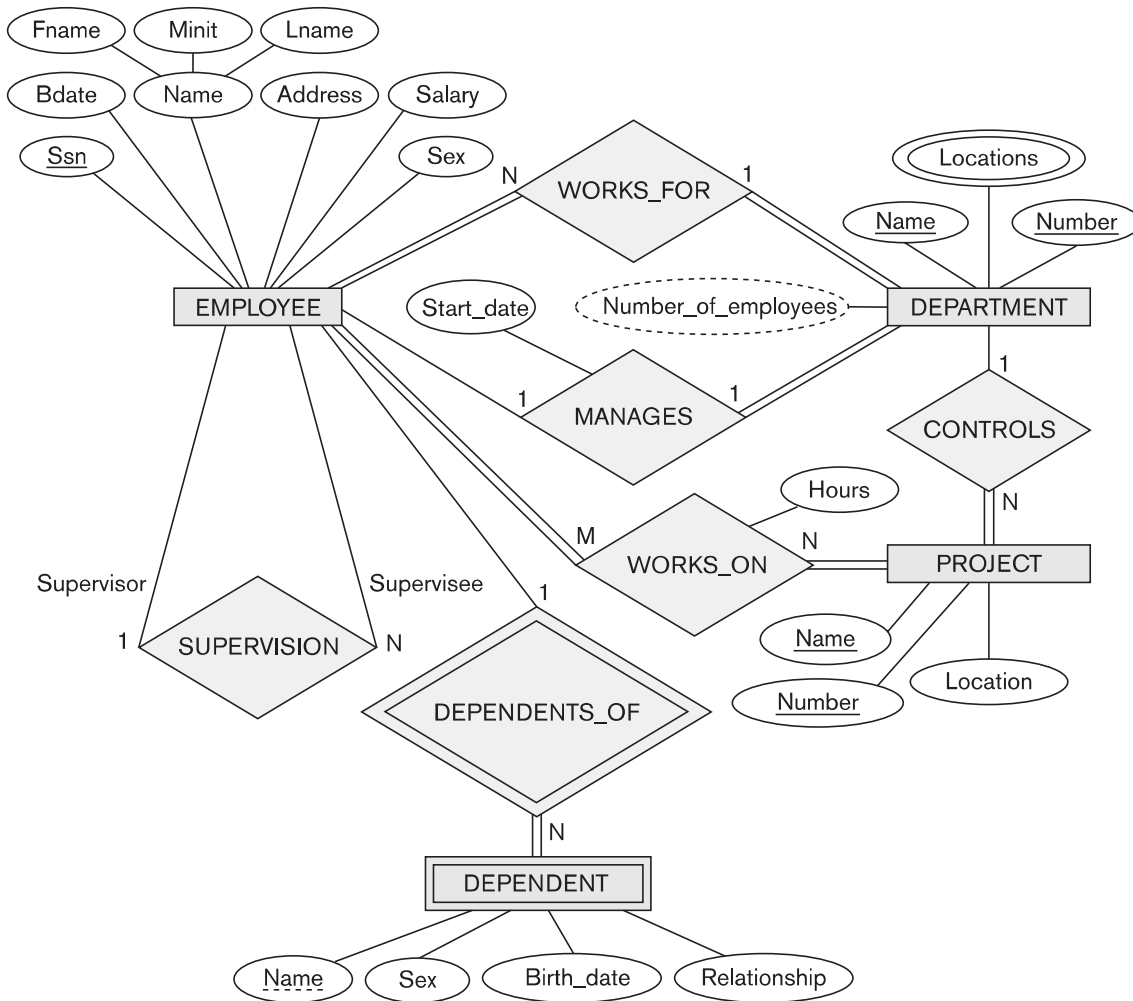 Fname
Minit
Lname
Bdate
Name
Address
Salary
Ssn
Sex
N
WORKS_FOR
1
Locations
Name
Number
EMPLOYEE
Start_date
Number_of_employees
DEPARTMENT
1
MANAGES
1
1
CONTROLS
N
Hours
M
WORKS_ON
N
PROJECT
Supervisor
Supervisee
1
SUPERVISION
N
1
Name
Number
Location
DEPENDENTS_OF
N
DEPENDENT
Name
Sex
Birth_date
Relationship